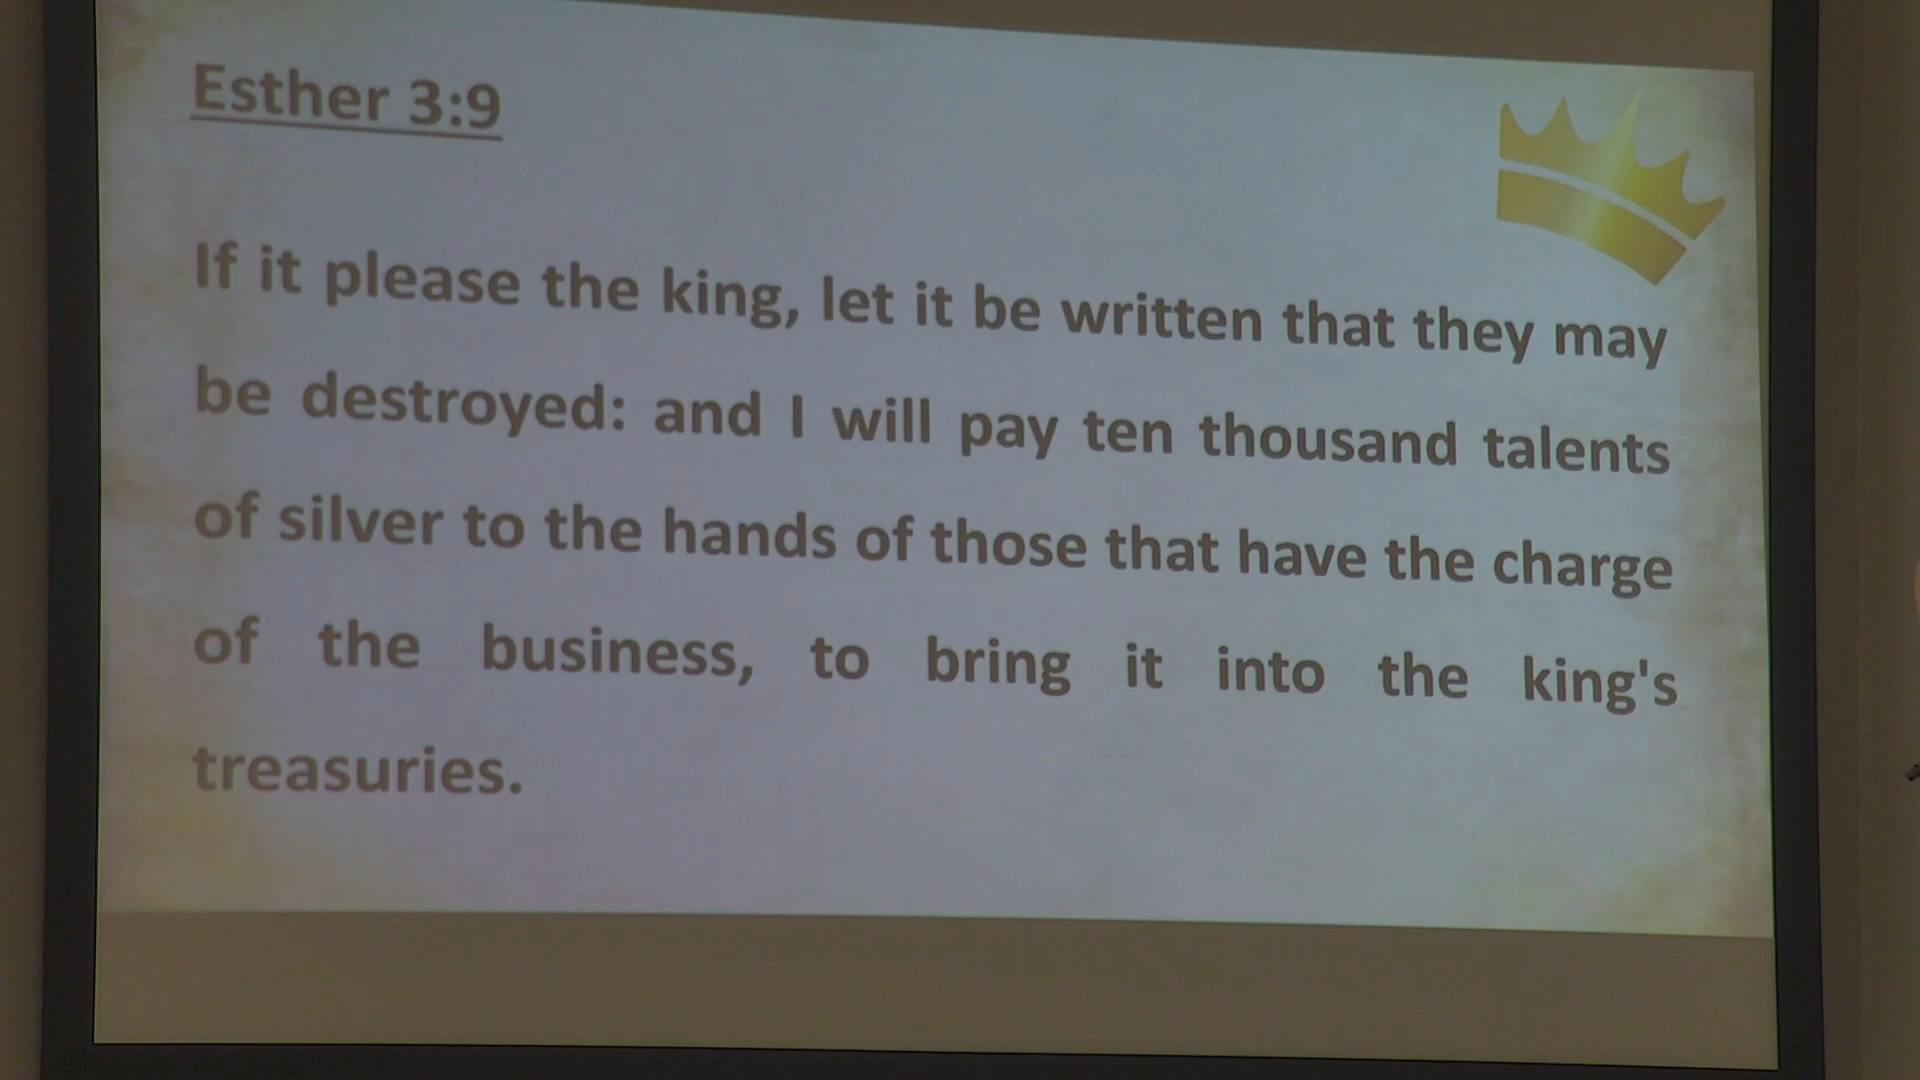 Esther 3:9
If it please the king, let it be written that they may
be destroyed: and I will pay ten thousand talents
of silver to the hands of those that have the charge
of the business, to bring it into the king's
treasuries.